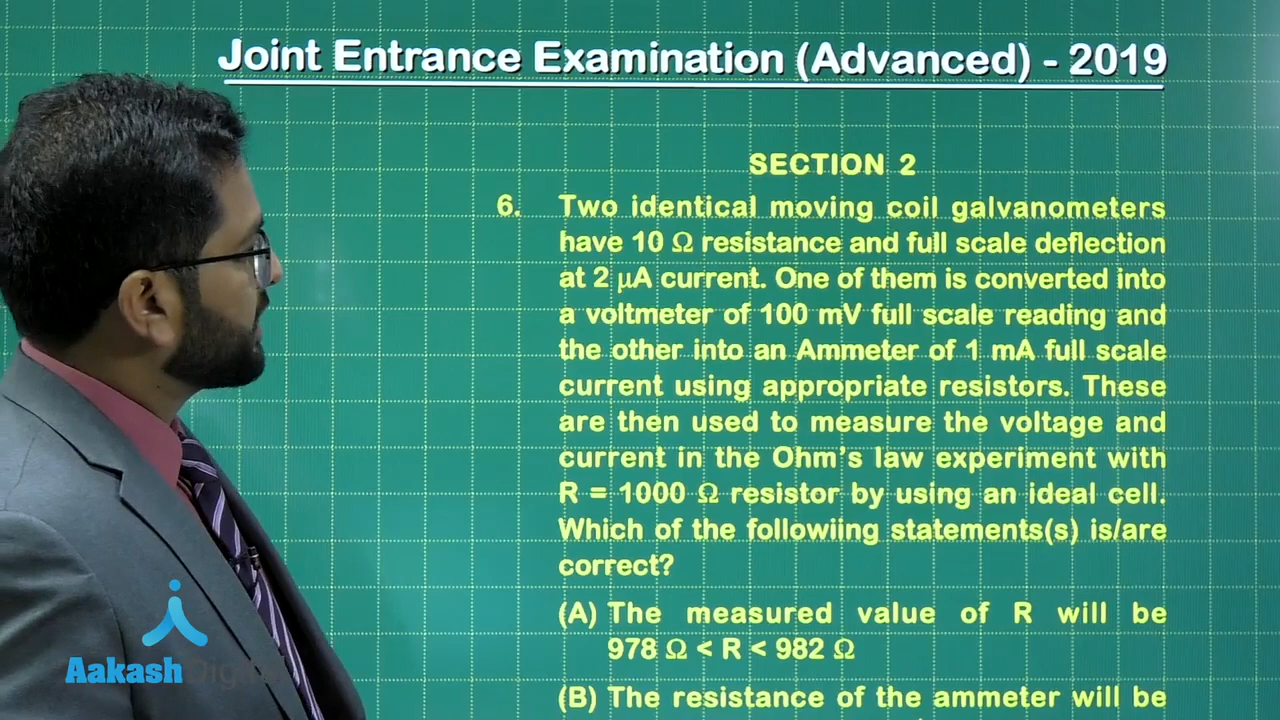 Joint Entrance Examination (Advanced) - 2019
SECTION 2
6. Two identical moving coil galvanometers
have 10 Ω resistance and full scale deflection
at 2 μA current. One of them is converted into
a voltmeter of 100 mV full scale reading and
the other into an Ammeter of 1 mA full scale
current using appropriate resistors. These
are then used to measure the voltage and
current in the Ohm's law experiment with
R = 1000 Ω resistor by using an ideal cell.
Which of the followiing statements(s) is/are
correct?
(A) The measured value of R will be
978 Ω < R < 982 Ω
(B) The resistance of the ammeter will be
Aakash Digital